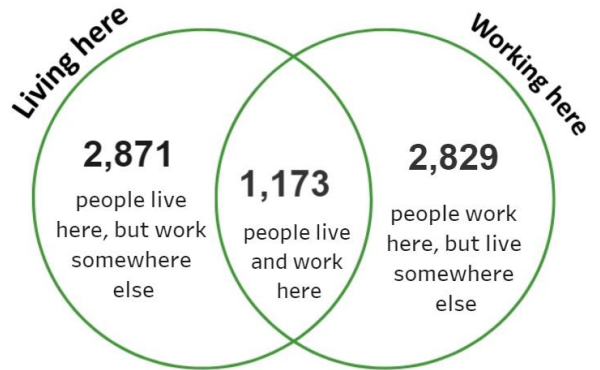 Living here
Working here
2,871
people live
here, but work
somewhere
else
1,173
people live
and work
here
2,829
people work
here, but live
somewhere
else